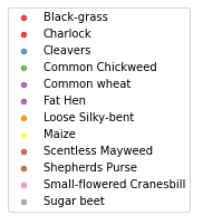 Black-grass
Charlock
Cleavers
Common Chickweed
Common wheat
Fat Hen
Loose Silky-bent
Maize
Scentless Mayweed
Shepherds Purse
Small-flowered Cranesbill
Sugar beet